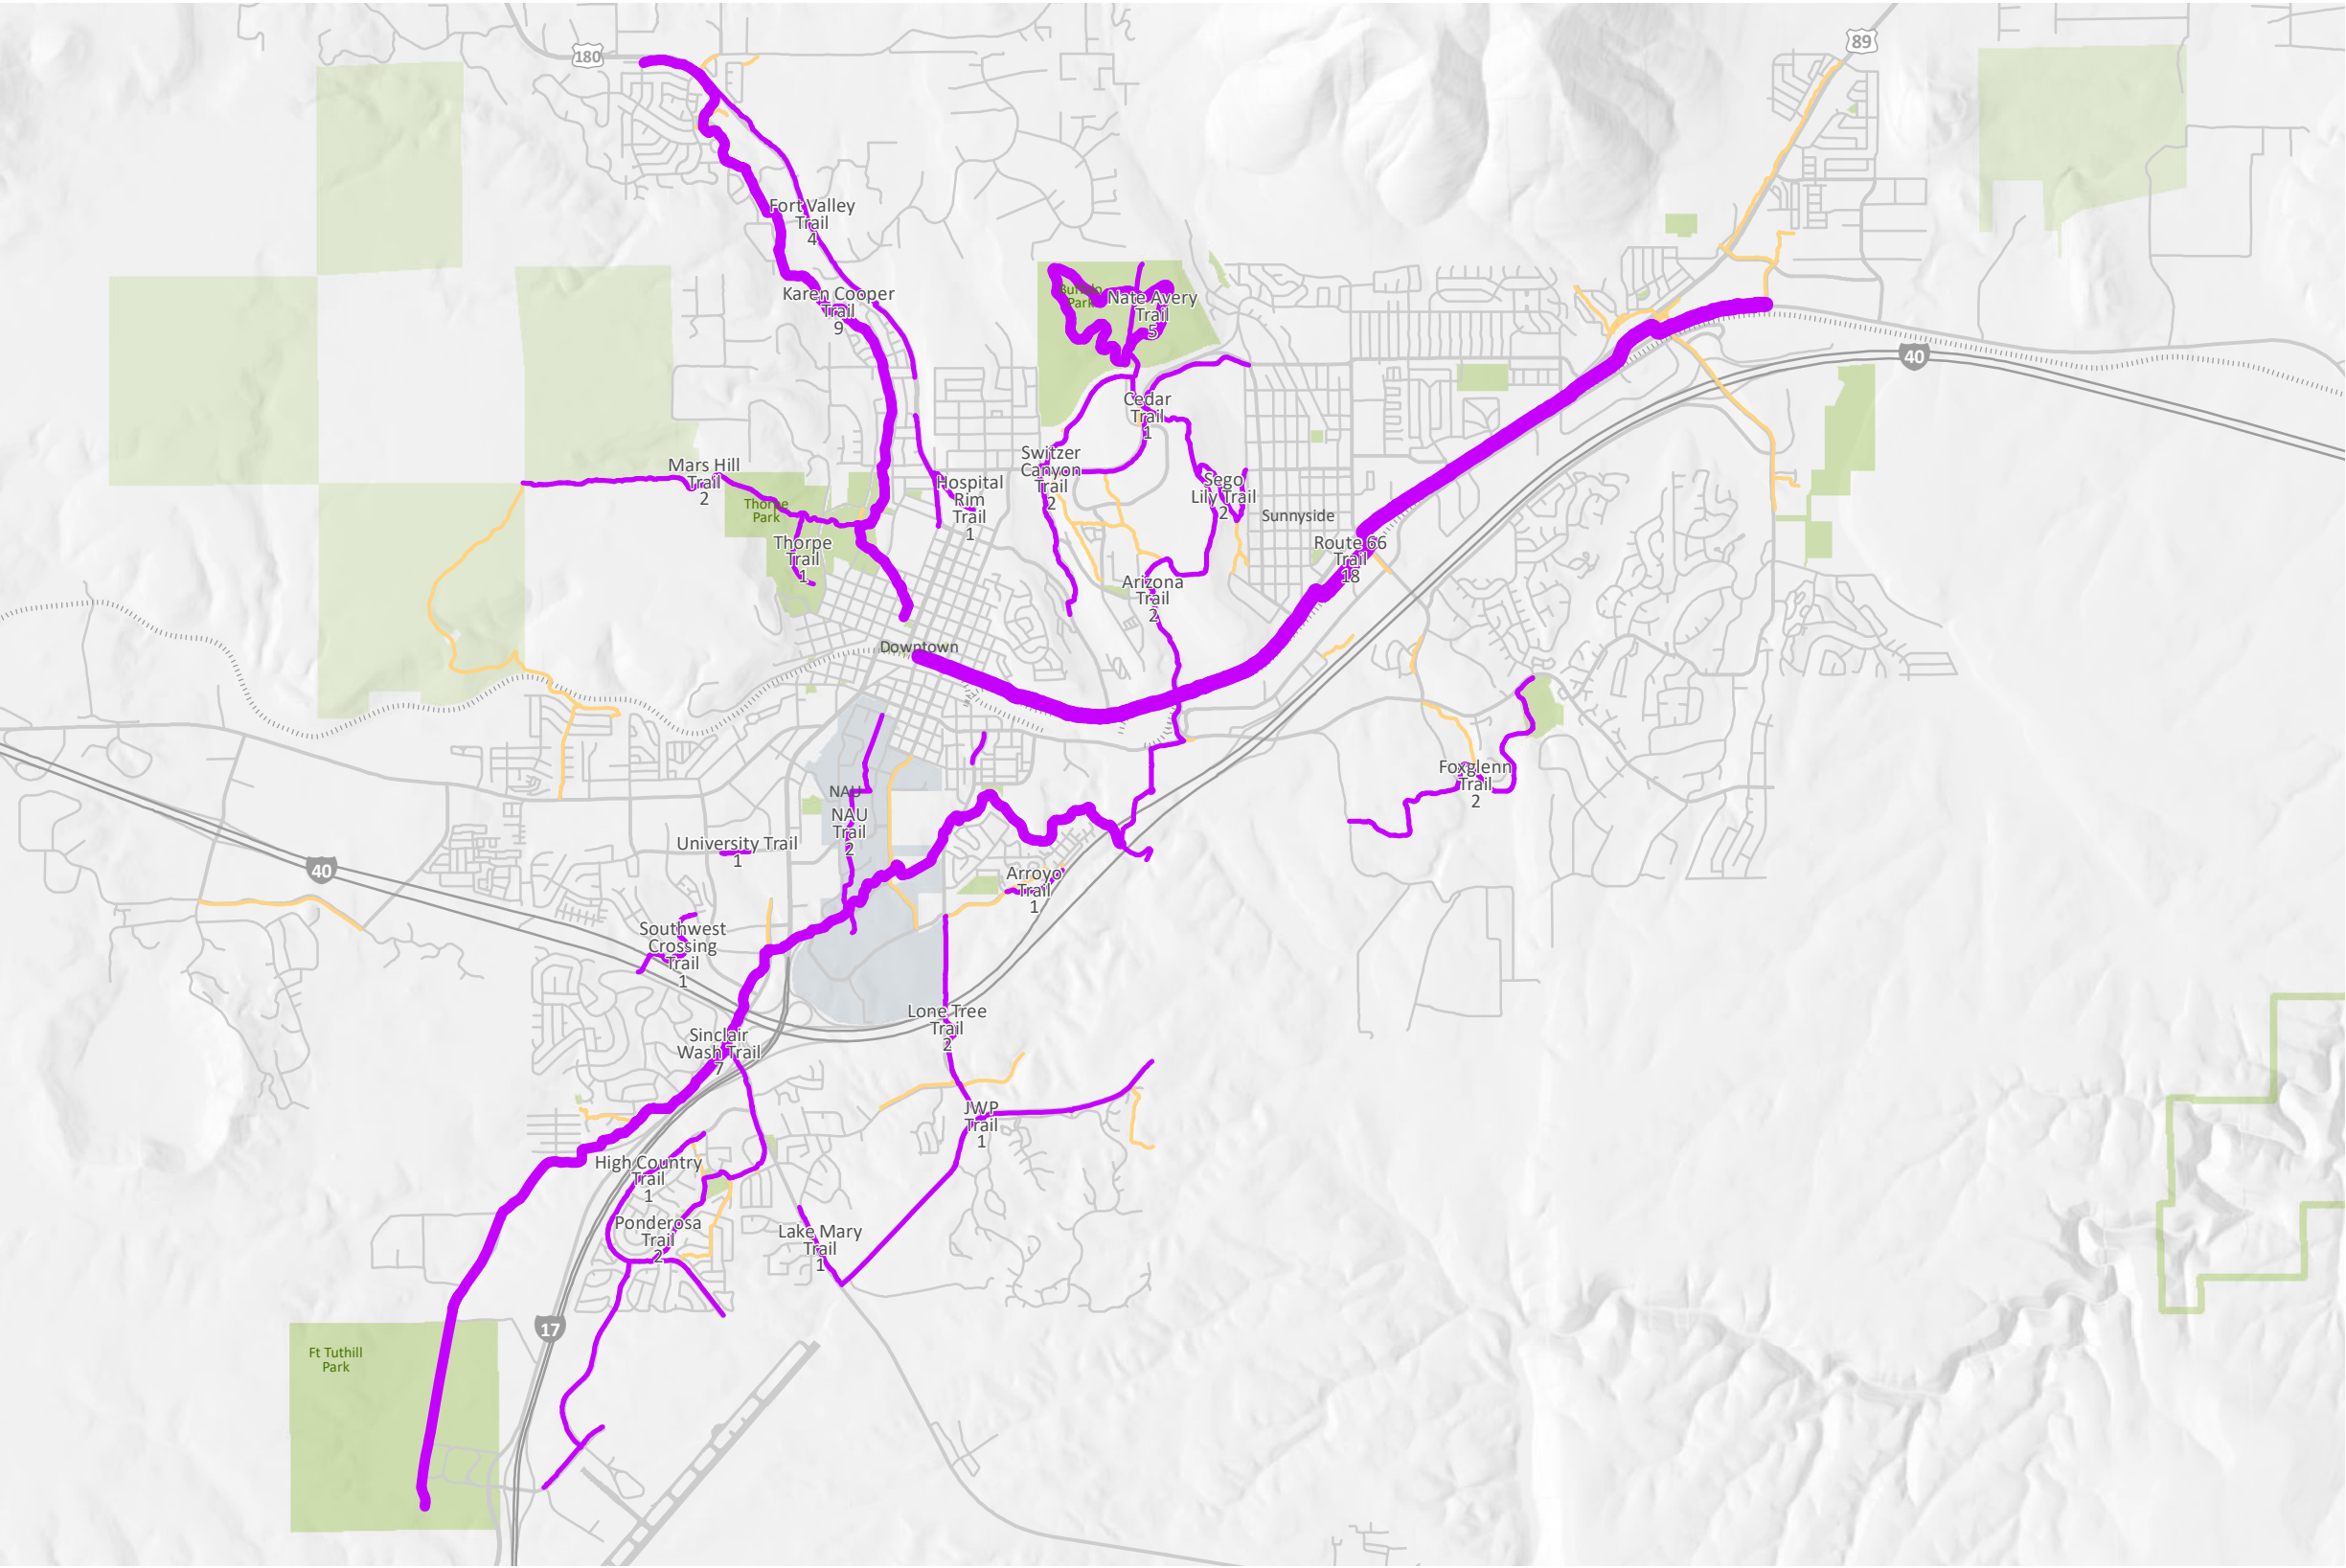 180
89
Fort Valley
Trail
4
Karen Cooper
Trail
9
Buffalo
Park
Nate Avery
Trail
5
40
Cedar
Trail
1
Mars Hill
Trail
2
Switzer
Canyon
Trail
2
Hospital
Rim
Trail
1
Sego
Lily Trail
2
Sunnyside
Thorpe
Park
Thorpe
Trail
1
Route 66
Trail
18
Arizona
Trail
2
Downtown
Foxglenn
Trail
2
NAU
NAU
Trail
2
University Trail
1
40
Arroyo
Trail
1
Southwest
Crossing
Trail
1
Lone Tree
Trail
2
Sinclair
Wash Trail
7
JWP
Trail
1
High Country
Trail
1
Ponderosa
Trail
2
Lake Mary
Trail
1
17
Ft Tuthill
Park